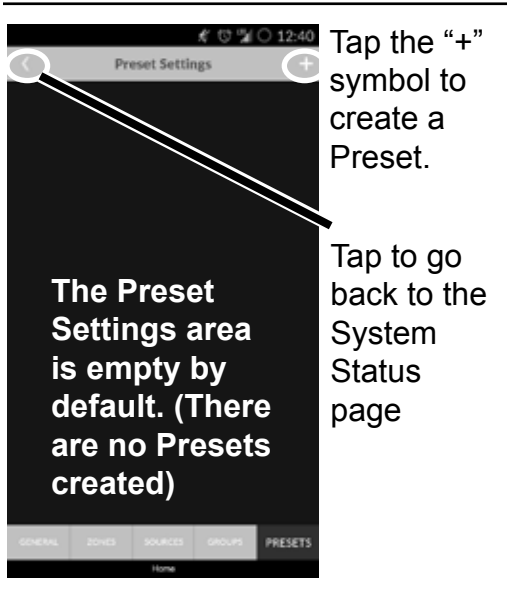 12:40
Preset Settings
Tap the “+”
symbol to
create a
Preset.
Tap to go
back to the
System
Status
page
The Preset
Settings area
is empty by
default. (There
are no Presets
created)
GENERAL ZONES SOURCES GROUPS PRESETS
Home